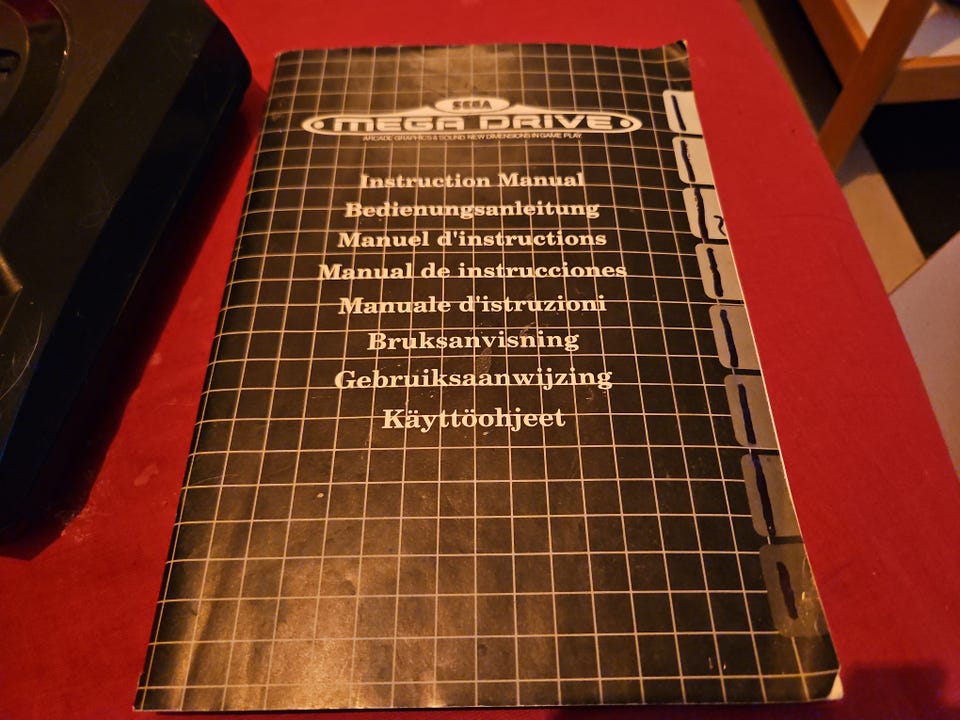 SEGA
MEGA DRIVE
ARCADE GRAPHICS & SOUND. NEW DIMENSIONS IN GAME PLAY.
Instruction Manual
Bedienungsanleitung
Manuel d'instructions
Manual de instrucciones
Manuale d'istruzioni
Bruksanvisning
Gebruiksaanwijzing
Käyttöohjeet